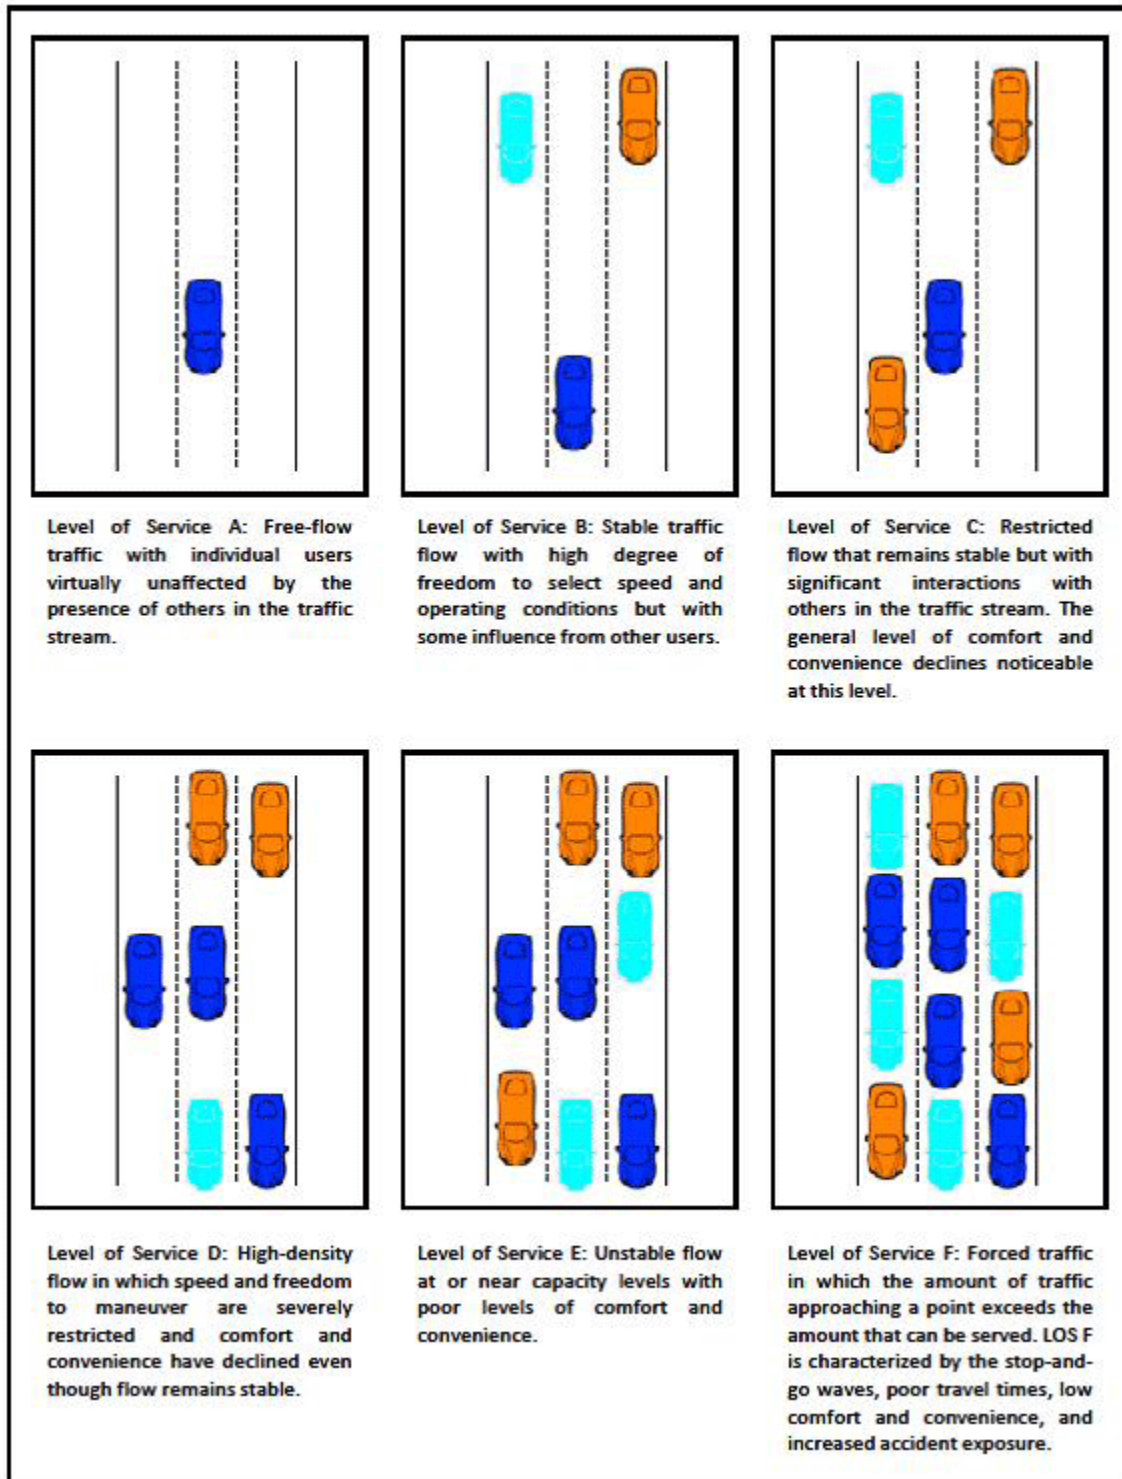 Level of Service A: Free-flow
traffic with individual users
virtually unaffected by the
presence of others in the traffic
stream.
Level of Service B: Stable traffic
flow with high degree of
freedom to select speed and
operating conditions but with
some influence from other users.
Level of Service C: Restricted
flow that remains stable but with
significant interactions with
others in the traffic stream. The
general level of comfort and
convenience declines noticeable
at this level.
Level of Service D: High-density
flow in which speed and freedom
to maneuver are severely
restricted and comfort and
convenience have declined even
though flow remains stable.
Level of Service E: Unstable flow
at or near capacity levels with
poor levels of comfort and
convenience.
Level of Service F: Forced traffic
in which the amount of traffic
approaching a point exceeds the
amount that can be served. LOS F
is characterized by the stop-and-
go waves, poor travel times, low
comfort and convenience, and
increased accident exposure.